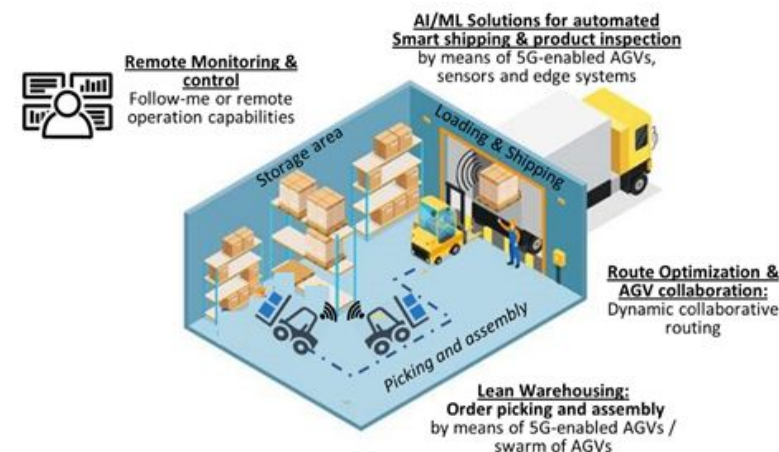 AI/ML Solutions for automated
Smart shipping & product inspection
by means of 5G-enabled AGVs,
sensors and edge systems
Remote Monitoring &
control
Follow-me or remote
operation capabilities
Storage area
Loading & Shipping
Route Optimization &
AGV collaboration:
Dynamic collaborative
routing
Picking and assembly
Lean Warehousing:
Order picking and assembly
by means of 5G-enabled AGVs /
swarm of AGVs